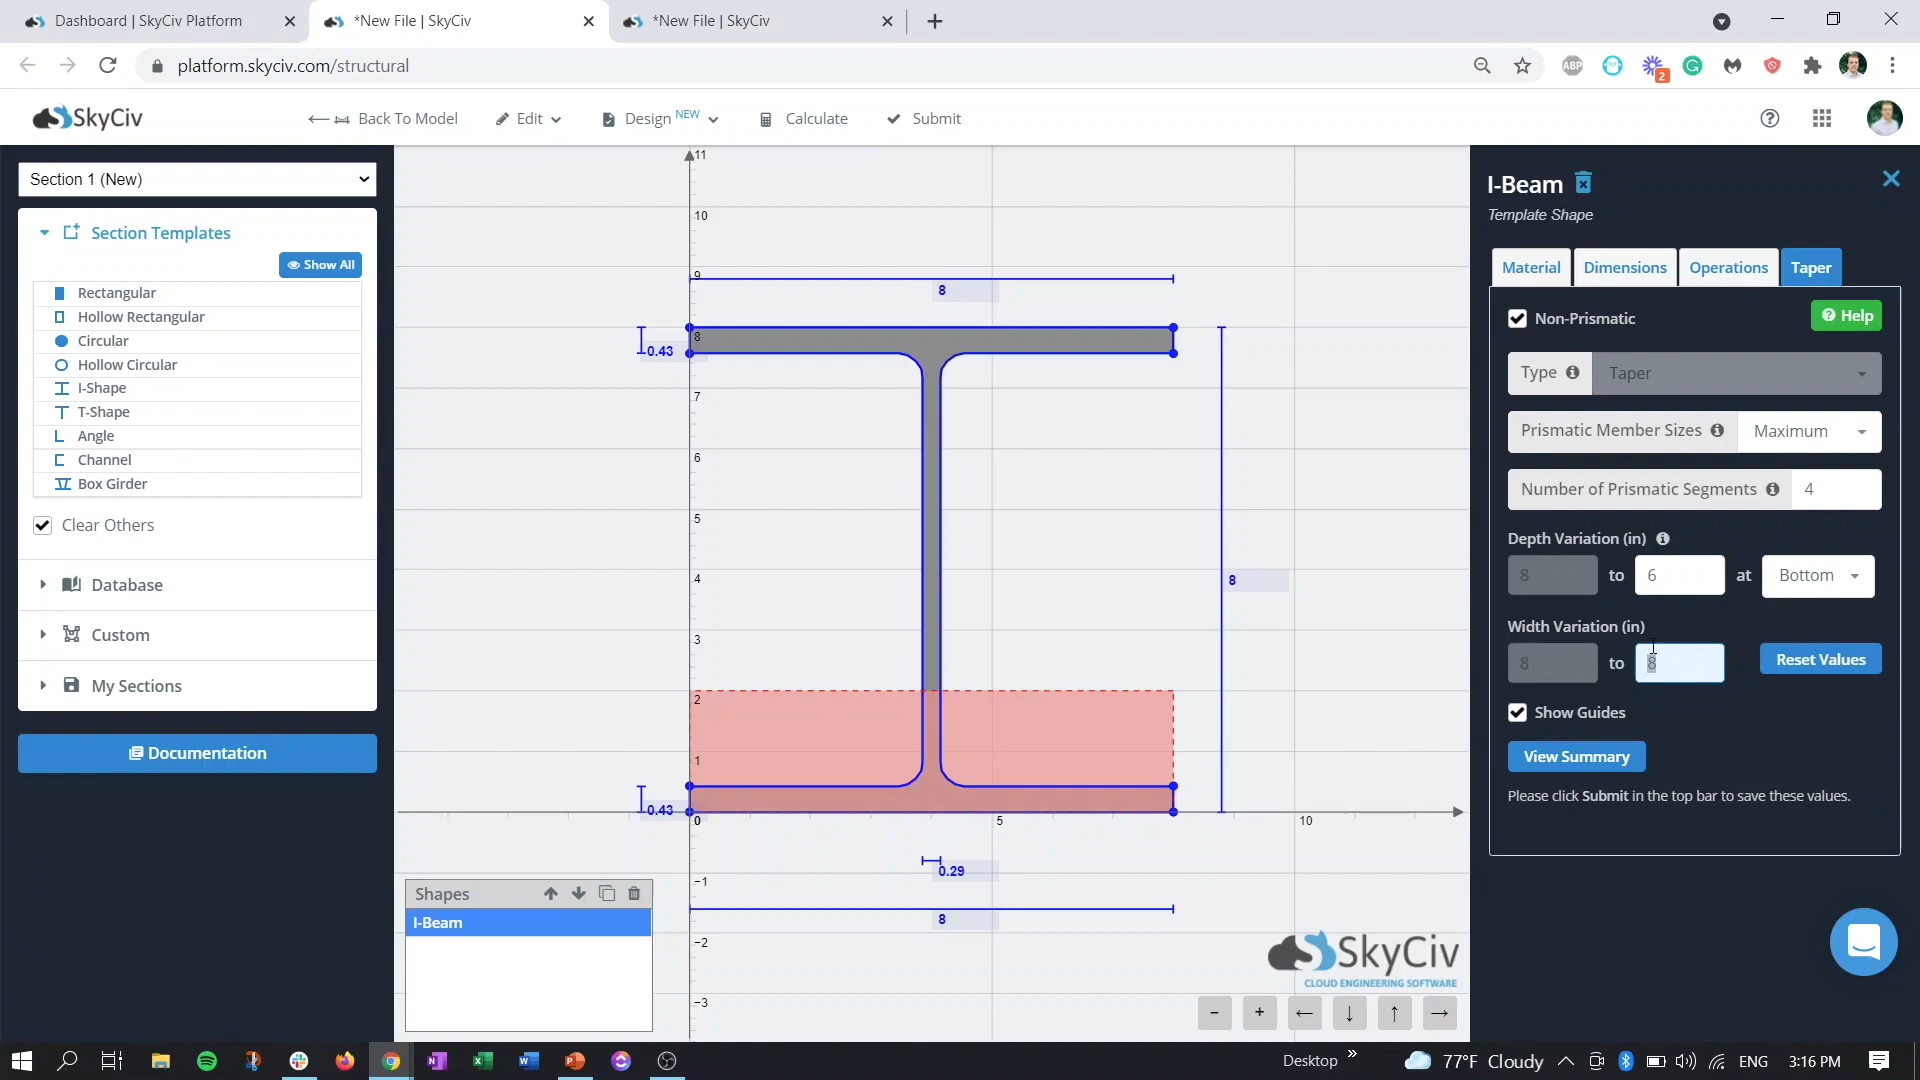 Dashboard | SkyCiv Platform
*New File | SkyCiv
*New File | SkyCiv
platform.skyciv.com/structural
ABP
2
SkyCiv
Back To Model
Edit
Design NEW
Calculate
Submit
Section 1 (New)
Section Templates
Show All
Rectangular
Hollow Rectangular
Circular
Hollow Circular
I-Shape
T-Shape
Angle
Channel
Box Girder
Clear Others
Database
Custom
My Sections
Documentation
11
10
9
8
8
0.43
7
6
5
4
8
3
2
1
0.43
0
5
10
0.29
-1
8
-2
-3
Shapes
I-Beam
SkyCiv
CLOUD ENGINEERING SOFTWARE
- +
I-Beam
Template Shape
Material
Dimensions
Operations
Taper
Non-Prismatic
Help
Type
Taper
Prismatic Member Sizes
Maximum
Number of Prismatic Segments
4
Depth Variation (in)
8 to 6 at Bottom
Width Variation (in)
8 to 8
Reset Values
Show Guides
View Summary
Please click Submit in the top bar to save these values.
Desktop
77°F Cloudy
ENG
3:16 PM